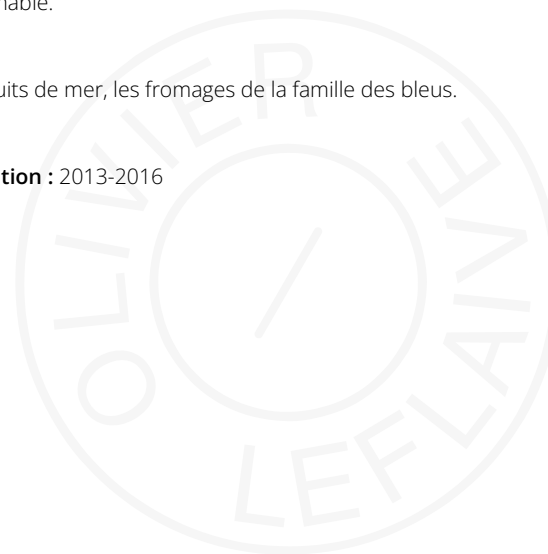 nable.
uits de mer, les fromages de la famille des bleus.
tion : 2013-2016
OLIVIER
LEFLAIVE